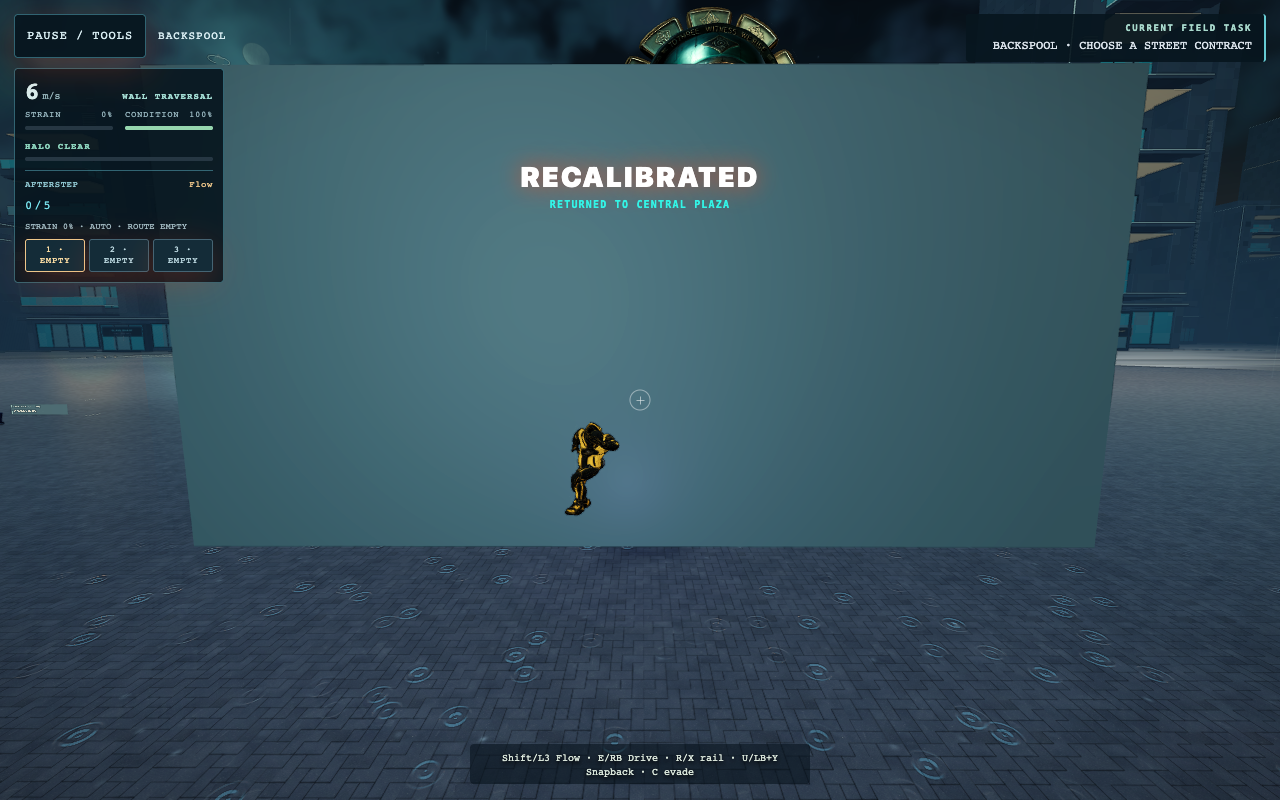 PAUSE / TOOLS
BACKSPOOL
CURRENT FIELD TASK
BACKSPOOL · CHOOSE A STREET CONTRACT
6 m/s
WALL TRAVERSAL
STRAIN 0%
CONDITION 100%
HALO CLEAR
AFTERSTEP
Flow
0/5
STRAIN 0% · AUTO · ROUTE EMPTY
1 ·
EMPTY
2 ·
EMPTY
3 ·
EMPTY
RECALIBRATED
RETURNED TO CENTRAL PLAZA
Shift/L3 Flow · E/RB Drive · R/X rail · U/LB+Y
Snapback · C evade